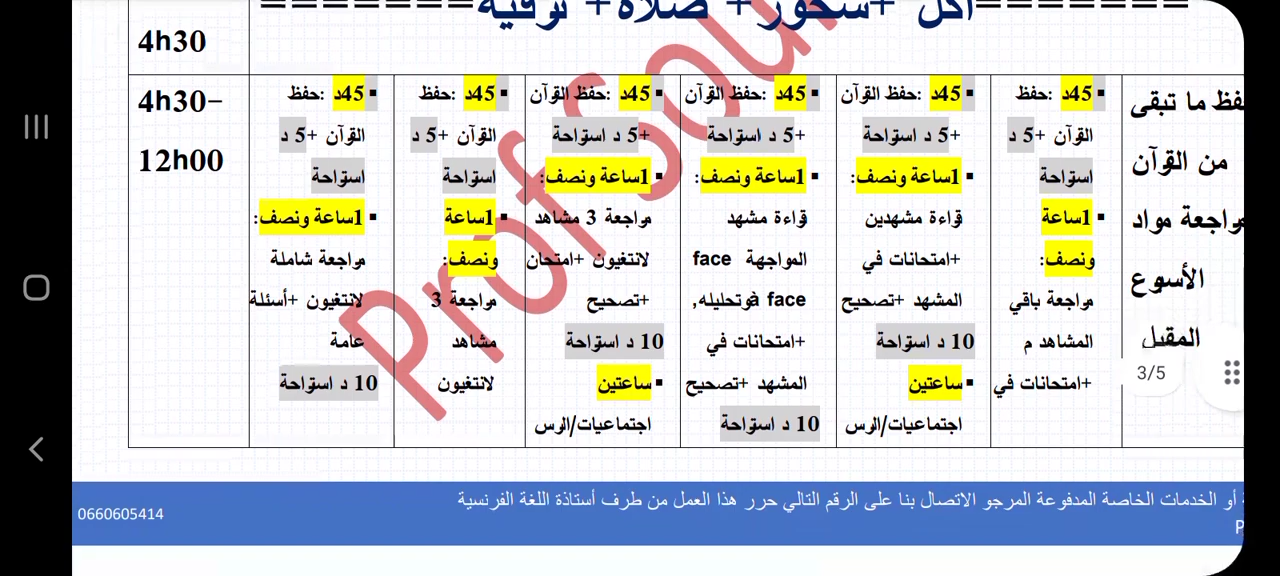 أكل +سحور+ صلاة+
4h30
حفظ ما تبقى
من القرآن
مراجعة مواد
الأسبوع
المقبل
45د :حفظ
القرآن +5 د
استراحة
1ساعة
ونصف:
مراجعة باقي
المشاهد م
+امتحانات في
45د :حفظ القرآن
+5 د استراحة
1ساعة ونصف:
قراءة مشهدين
+امتحانات في
المشهد +تصحيح
10 د استراحة
ساعتين
اجتماعيات/الرس
45د :حفظ القرآن
+5 د استراحة
1ساعة ونصف:
قراءة مشهد
المواجهة face
à face وتحليله,
+امتحانات في
المشهد +تصحيح
10 د استراحة
45د :حفظ القرآن
+5 د استراحة
1ساعة ونصف:
مراجعة 3 مشاهد
لانتغيون +امتحان
+تصحيح
10 د استراحة
ساعتين
اجتماعيات/الرس
45د :حفظ
القرآن +5 د
استراحة
1ساعة
ونصف:
مراجعة 3
مشاهد
لانتغيون
45د :حفظ
القرآن +5 د
استراحة
1ساعة ونصف:
مراجعة شاملة
لانتغيون +أسئلة
عامة
10 د استراحة
4h30–
12h00
Prof Sou
3/5
أو الخدمات الخاصة المدفوعة المرجو الاتصال بنا على الرقم التالي حرر هذا العمل من طرف أستاذة اللغة الفرنسية
0660605414
P